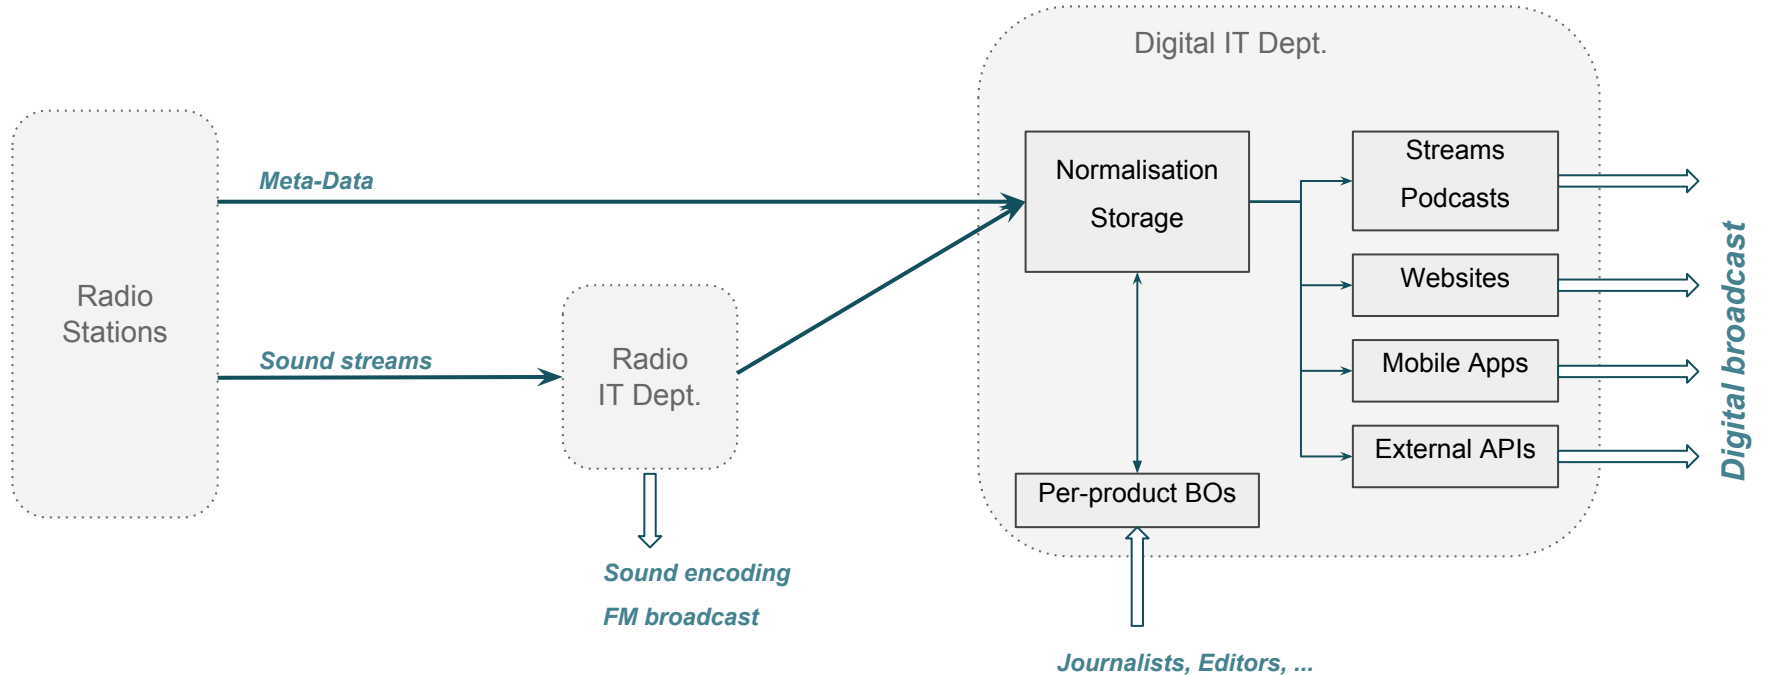 Digital IT Dept.
Radio
Stations
Meta-Data
Sound streams
Radio
IT Dept.
Sound encoding
FM broadcast
Normalisation
Storage
Per-product BOs
Journalists, Editors, ...
Streams
Podcasts
Websites
Mobile Apps
External APIs
Digital broadcast